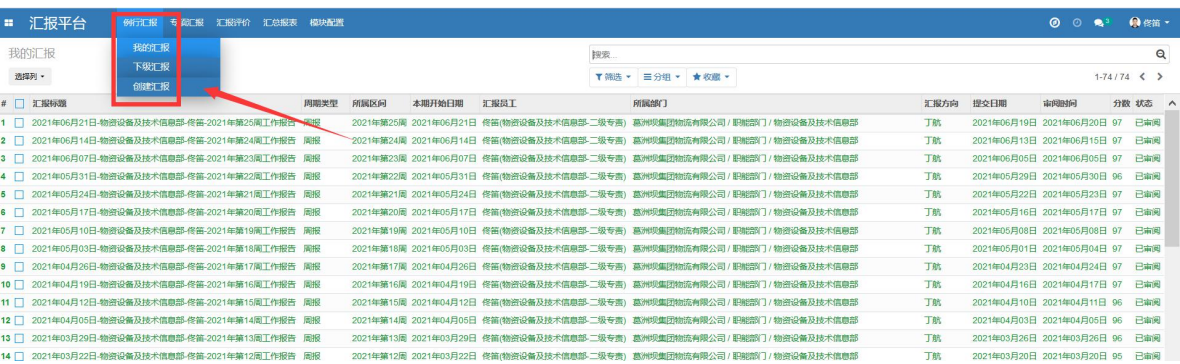 汇报平台 例行汇报 专项汇报 汇报评价 汇总报表 模块配置 3 佟笛
我的汇报 我的汇报 搜索...
下级汇报
选择列 创建汇报 筛选 分组 收藏 1-74 / 74
# 汇报标题 周期类型 所属区间 本期开始日期 汇报员工 所属部门 汇报方向 提交日期 审阅时间 分数 状态
1 2021年06月21日-物资设备及技术信息部-佟笛-2021年第25周工作报告 周报 2021年第25周 2021年06月21日 佟笛(物资设备及技术信息部-二级专责) 葛洲坝集团物流有限公司 / 职能部门 / 物资设备及技术信息部 丁航 2021年06月19日 2021年06月20日 97 已审阅
2 2021年06月14日-物资设备及技术信息部-佟笛-2021年第24周工作报告 周报 2021年第24周 2021年06月14日 佟笛(物资设备及技术信息部-二级专责) 葛洲坝集团物流有限公司 / 职能部门 / 物资设备及技术信息部 丁航 2021年06月13日 2021年06月15日 97 已审阅
3 2021年06月07日-物资设备及技术信息部-佟笛-2021年第23周工作报告 周报 2021年第23周 2021年06月07日 佟笛(物资设备及技术信息部-二级专责) 葛洲坝集团物流有限公司 / 职能部门 / 物资设备及技术信息部 丁航 2021年06月05日 2021年06月05日 97 已审阅
4 2021年05月31日-物资设备及技术信息部-佟笛-2021年第22周工作报告 周报 2021年第22周 2021年05月31日 佟笛(物资设备及技术信息部-二级专责) 葛洲坝集团物流有限公司 / 职能部门 / 物资设备及技术信息部 丁航 2021年05月29日 2021年05月30日 96 已审阅
5 2021年05月24日-物资设备及技术信息部-佟笛-2021年第21周工作报告 周报 2021年第21周 2021年05月24日 佟笛(物资设备及技术信息部-二级专责) 葛洲坝集团物流有限公司 / 职能部门 / 物资设备及技术信息部 丁航 2021年05月22日 2021年05月23日 97 已审阅
6 2021年05月17日-物资设备及技术信息部-佟笛-2021年第20周工作报告 周报 2021年第20周 2021年05月17日 佟笛(物资设备及技术信息部-二级专责) 葛洲坝集团物流有限公司 / 职能部门 / 物资设备及技术信息部 丁航 2021年05月16日 2021年05月17日 97 已审阅
7 2021年05月10日-物资设备及技术信息部-佟笛-2021年第19周工作报告 周报 2021年第19周 2021年05月10日 佟笛(物资设备及技术信息部-二级专责) 葛洲坝集团物流有限公司 / 职能部门 / 物资设备及技术信息部 丁航 2021年05月08日 2021年05月08日 97 已审阅
8 2021年05月03日-物资设备及技术信息部-佟笛-2021年第18周工作报告 周报 2021年第18周 2021年05月03日 佟笛(物资设备及技术信息部-二级专责) 葛洲坝集团物流有限公司 / 职能部门 / 物资设备及技术信息部 丁航 2021年05月01日 2021年05月04日 97 已审阅
9 2021年04月26日-物资设备及技术信息部-佟笛-2021年第17周工作报告 周报 2021年第17周 2021年04月26日 佟笛(物资设备及技术信息部-二级专责) 葛洲坝集团物流有限公司 / 职能部门 / 物资设备及技术信息部 丁航 2021年04月23日 2021年04月24日 97 已审阅
10 2021年04月19日-物资设备及技术信息部-佟笛-2021年第16周工作报告 周报 2021年第16周 2021年04月19日 佟笛(物资设备及技术信息部-二级专责) 葛洲坝集团物流有限公司 / 职能部门 / 物资设备及技术信息部 丁航 2021年04月16日 2021年04月17日 97 已审阅
11 2021年04月12日-物资设备及技术信息部-佟笛-2021年第15周工作报告 周报 2021年第15周 2021年04月12日 佟笛(物资设备及技术信息部-二级专责) 葛洲坝集团物流有限公司 / 职能部门 / 物资设备及技术信息部 丁航 2021年04月10日 2021年04月11日 96 已审阅
12 2021年04月05日-物资设备及技术信息部-佟笛-2021年第14周工作报告 周报 2021年第14周 2021年04月05日 佟笛(物资设备及技术信息部-二级专责) 葛洲坝集团物流有限公司 / 职能部门 / 物资设备及技术信息部 丁航 2021年04月03日 2021年04月05日 96 已审阅
13 2021年03月29日-物资设备及技术信息部-佟笛-2021年第13周工作报告 周报 2021年第13周 2021年03月29日 佟笛(物资设备及技术信息部-二级专责) 葛洲坝集团物流有限公司 / 职能部门 / 物资设备及技术信息部 丁航 2021年03月26日 2021年03月26日 96 已审阅
14 2021年03月22日-物资设备及技术信息部-佟笛-2021年第12周工作报告 周报 2021年第12周 2021年03月22日 佟笛(物资设备及技术信息部-二级专责) 葛洲坝集团物流有限公司 / 职能部门 / 物资设备及技术信息部 丁航 2021年03月20日 2021年03月20日 95 已审阅